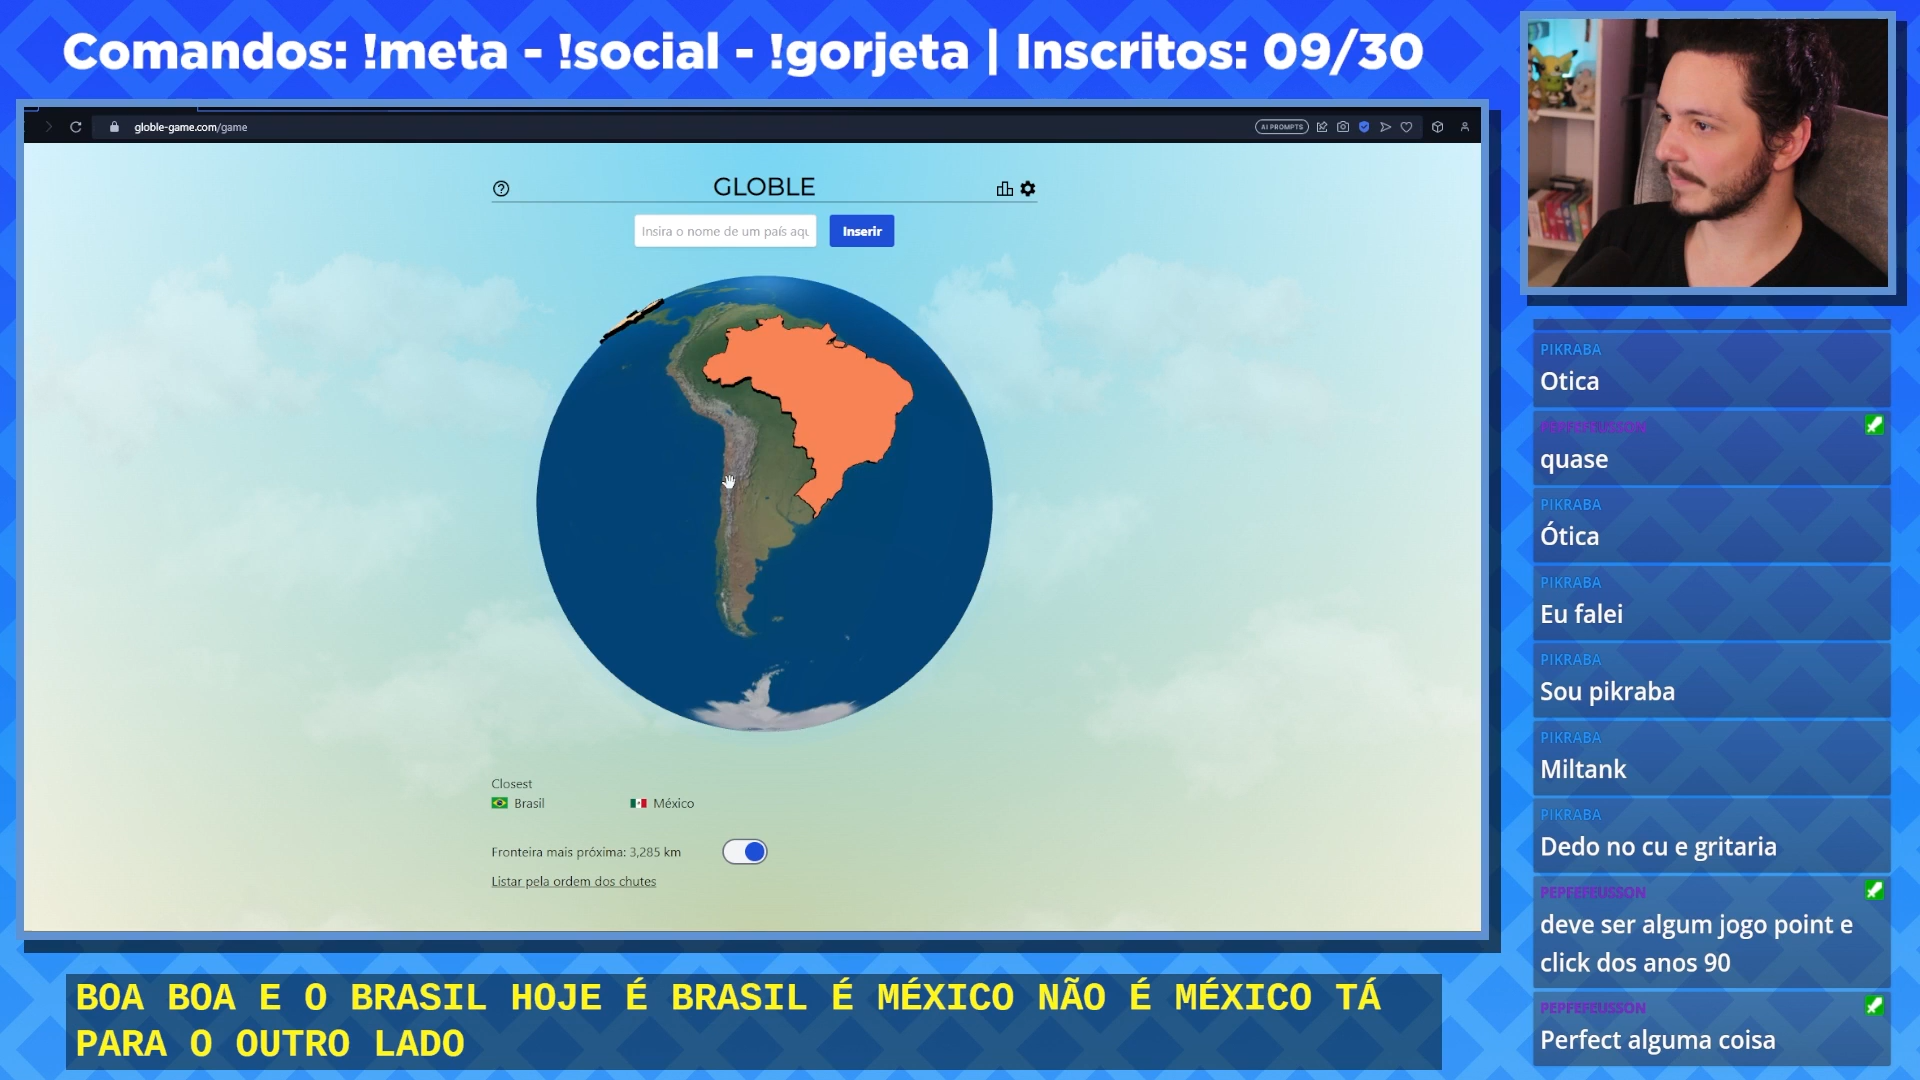 Comandos: !meta - !social - !gorjeta | Inscritos: 09/30
globle-game.com/game
AI PROMPTS
GLOBLE
Insira o nome de um país aqu
Inserir
Closest
Brasil
México
Fronteira mais próxima: 3,285 km
Listar pela ordem dos chutes
BOA BOA E O BRASIL HOJE É BRASIL É MÉXICO NÃO É MÉXICO TÁ
PARA O OUTRO LADO
PIKRABA
Otica
PEPFEFEUSSON
quase
PIKRABA
Ótica
PIKRABA
Eu falei
PIKRABA
Sou pikraba
PIKRABA
Miltank
PIKRABA
Dedo no cu e gritaria
PEPFEFEUSSON
deve ser algum jogo point e
click dos anos 90
PEPFEFEUSSON
Perfect alguma coisa